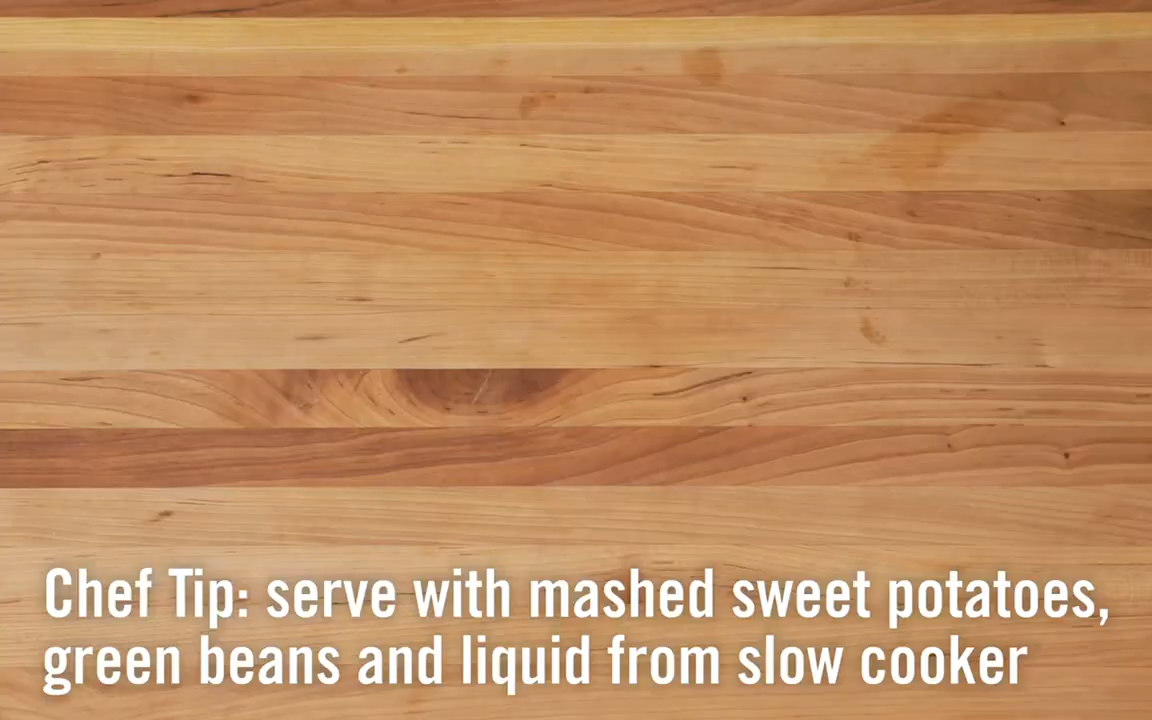 Chef Tip: serve with mashed sweet potatoes,
green beans and liquid from slow cooker